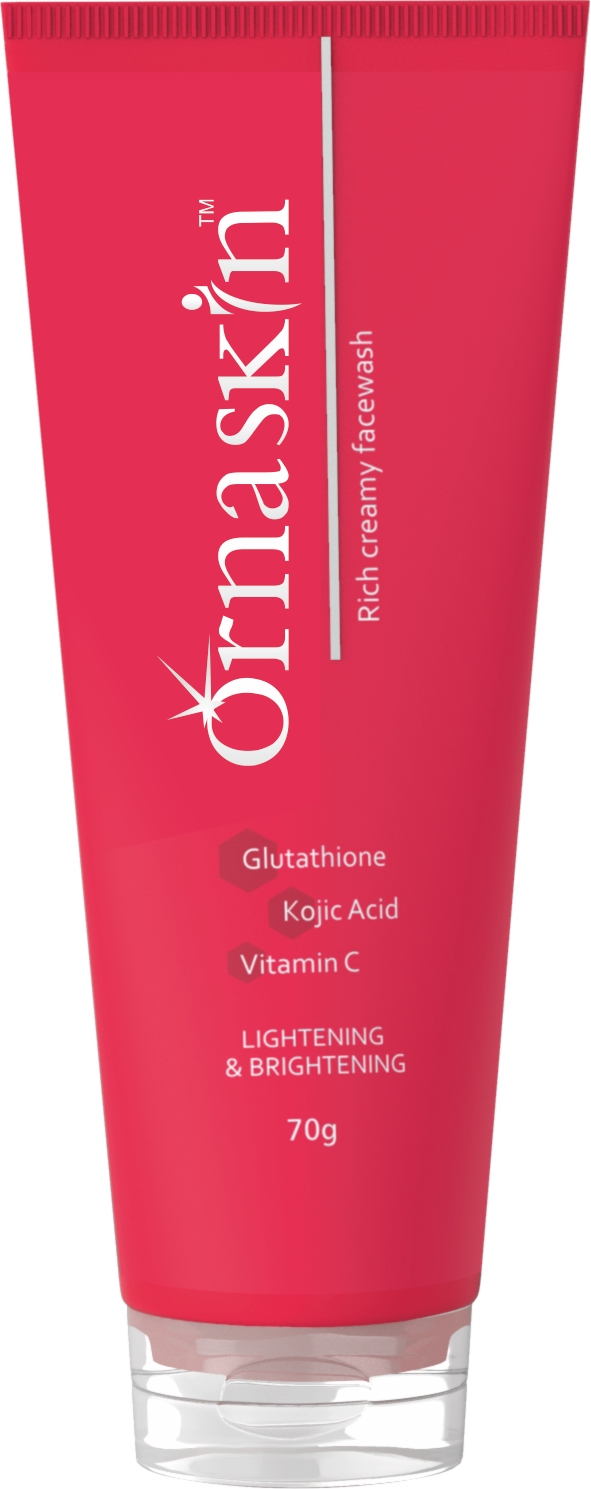 Ornaskin™
Rich creamy facewash
Glutathione
Kojic Acid
Vitamin C
LIGHTENING
& BRIGHTENING
70g